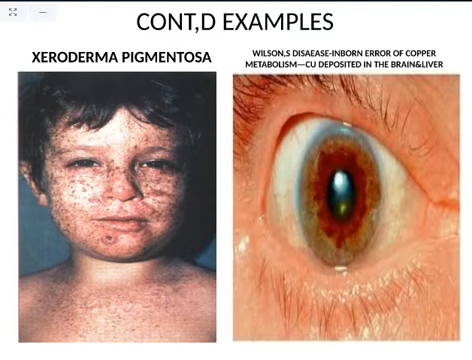 CONT,D EXAMPLES
XERODERMA PIGMENTOSA
WILSON,S DISAEASE-INBORN ERROR OF COPPER
METABOLISM—CU DEPOSITED IN THE BRAIN&LIVER